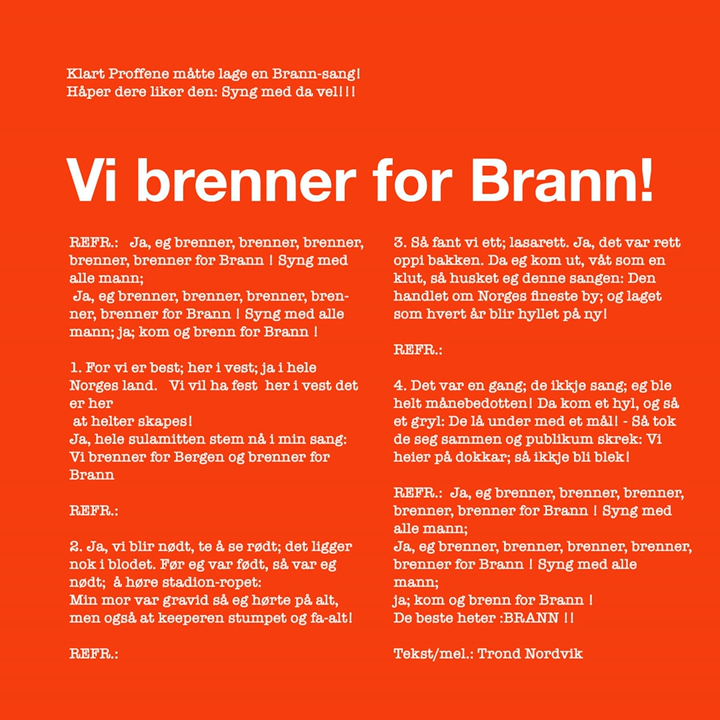 Klart Proffene måtte lage en Brann-sang!
Håper dere liker den: Syng med da vel!!!
Vi brenner for Brann!
REFR.: Ja, eg brenner, brenner, brenner,
brenner, brenner for Brann ! Syng med
alle mann;
Ja, eg brenner, brenner, brenner, bren-
ner, brenner for Brann ! Syng med alle
mann; ja; kom og brenn for Brann !
1. For vi er best; her i vest; ja i hele
Norges land. Vi vil ha fest her i vest det
er her
at helter skapes!
Ja, hele sulamitten stem nå i min sang:
Vi brenner for Bergen og brenner for
Brann
REFR.:
2. Ja, vi blir nødt, te å se rødt; det ligger
nok i blodet. Før eg var født, så var eg
nødt; å høre stadion-ropet:
Min mor var gravid så eg hørte på alt,
men også at keeperen stumpet og fa-alt!
REFR.:
3. Så fant vi ett; lasarett. Ja, det var rett
oppi bakken. Da eg kom ut, våt som en
klut, så husket eg denne sangen: Den
handlet om Norges fineste by; og laget
som hvert år blir hyllet på ny!
REFR.:
4. Det var en gang; de ikkje sang; eg ble
helt månebedotten! Da kom et hyl, og så
et gryl: De lå under med et mål! - Så tok
de seg sammen og publikum skrek: Vi
heier på dokkar; så ikkje bli blek!
REFR.: Ja, eg brenner, brenner, brenner,
brenner, brenner for Brann ! Syng med
alle mann;
Ja, eg brenner, brenner, brenner, brenner,
brenner for Brann ! Syng med alle
mann;
ja; kom og brenn for Brann !
De beste heter :BRANN !!
Tekst/mel.: Trond Nordvik